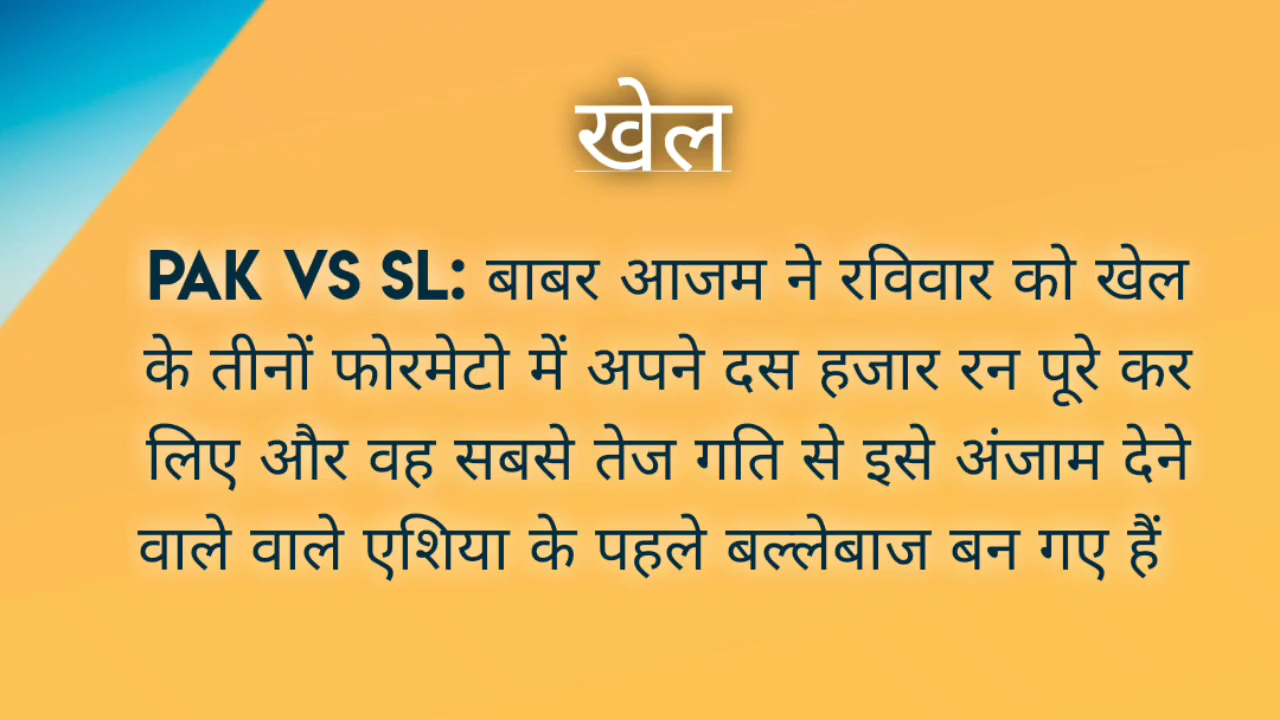 खेल
PAK VS SL: बाबर आजम ने रविवार को खेल
के तीनों फोरमेटो में अपने दस हजार रन पूरे कर
लिए और वह सबसे तेज गति से इसे अंजाम देने
वाले वाले एशिया के पहले बल्लेबाज बन गए हैं